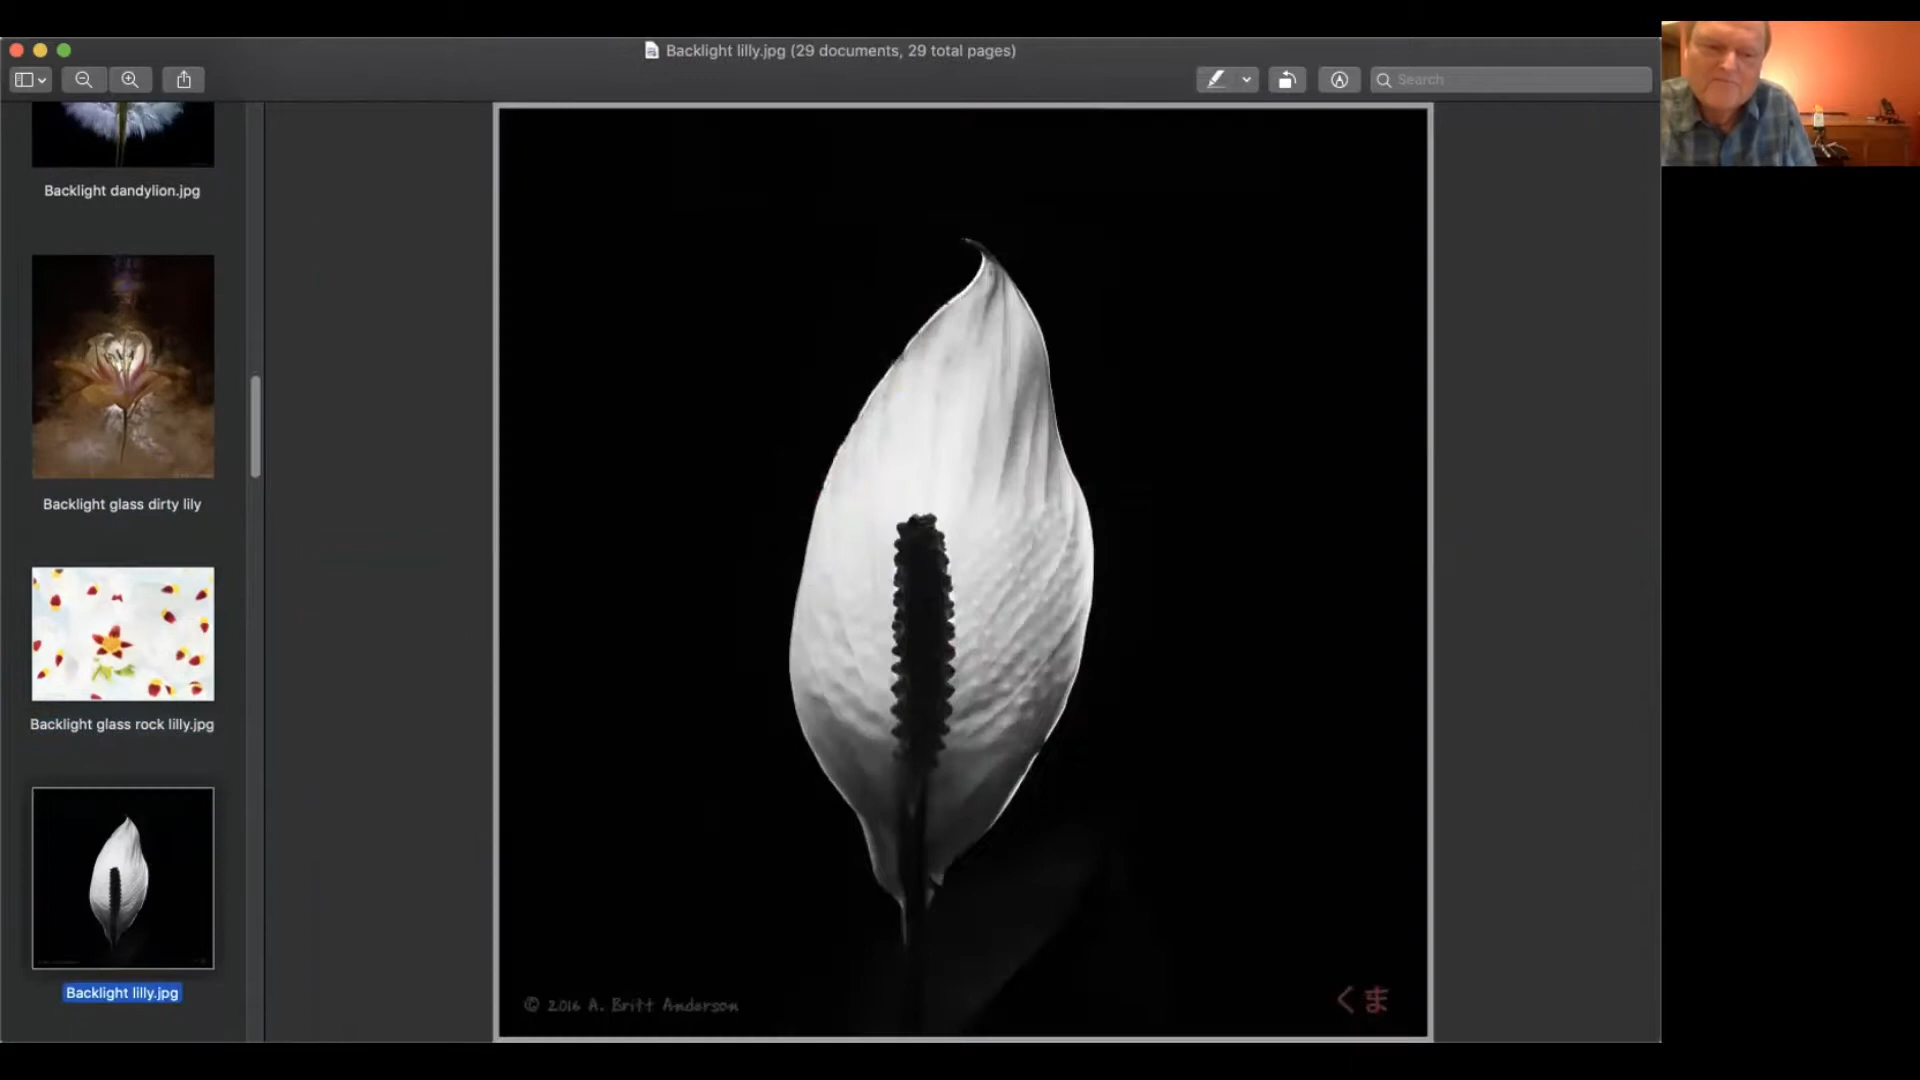 Backlight lilly.jpg (29 documents, 29 total pages)
Search
Backlight dandylion.jpg
Backlight glass dirty lily
Backlight glass rock lilly.jpg
Backlight lilly.jpg
© 2016 A. Britt Anderson
くま